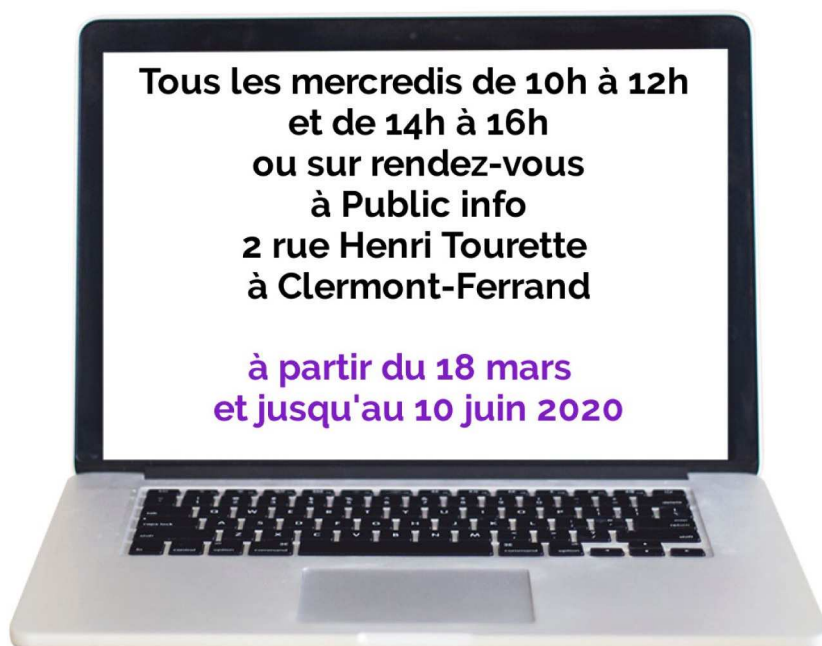 Tous les mercredis de 10h à 12h
et de 14h à 16h
ou sur rendez-vous
à Public info
2 rue Henri Tourette
à Clermont-Ferrand
à partir du 18 mars
et jusqu'au 10 juin 2020